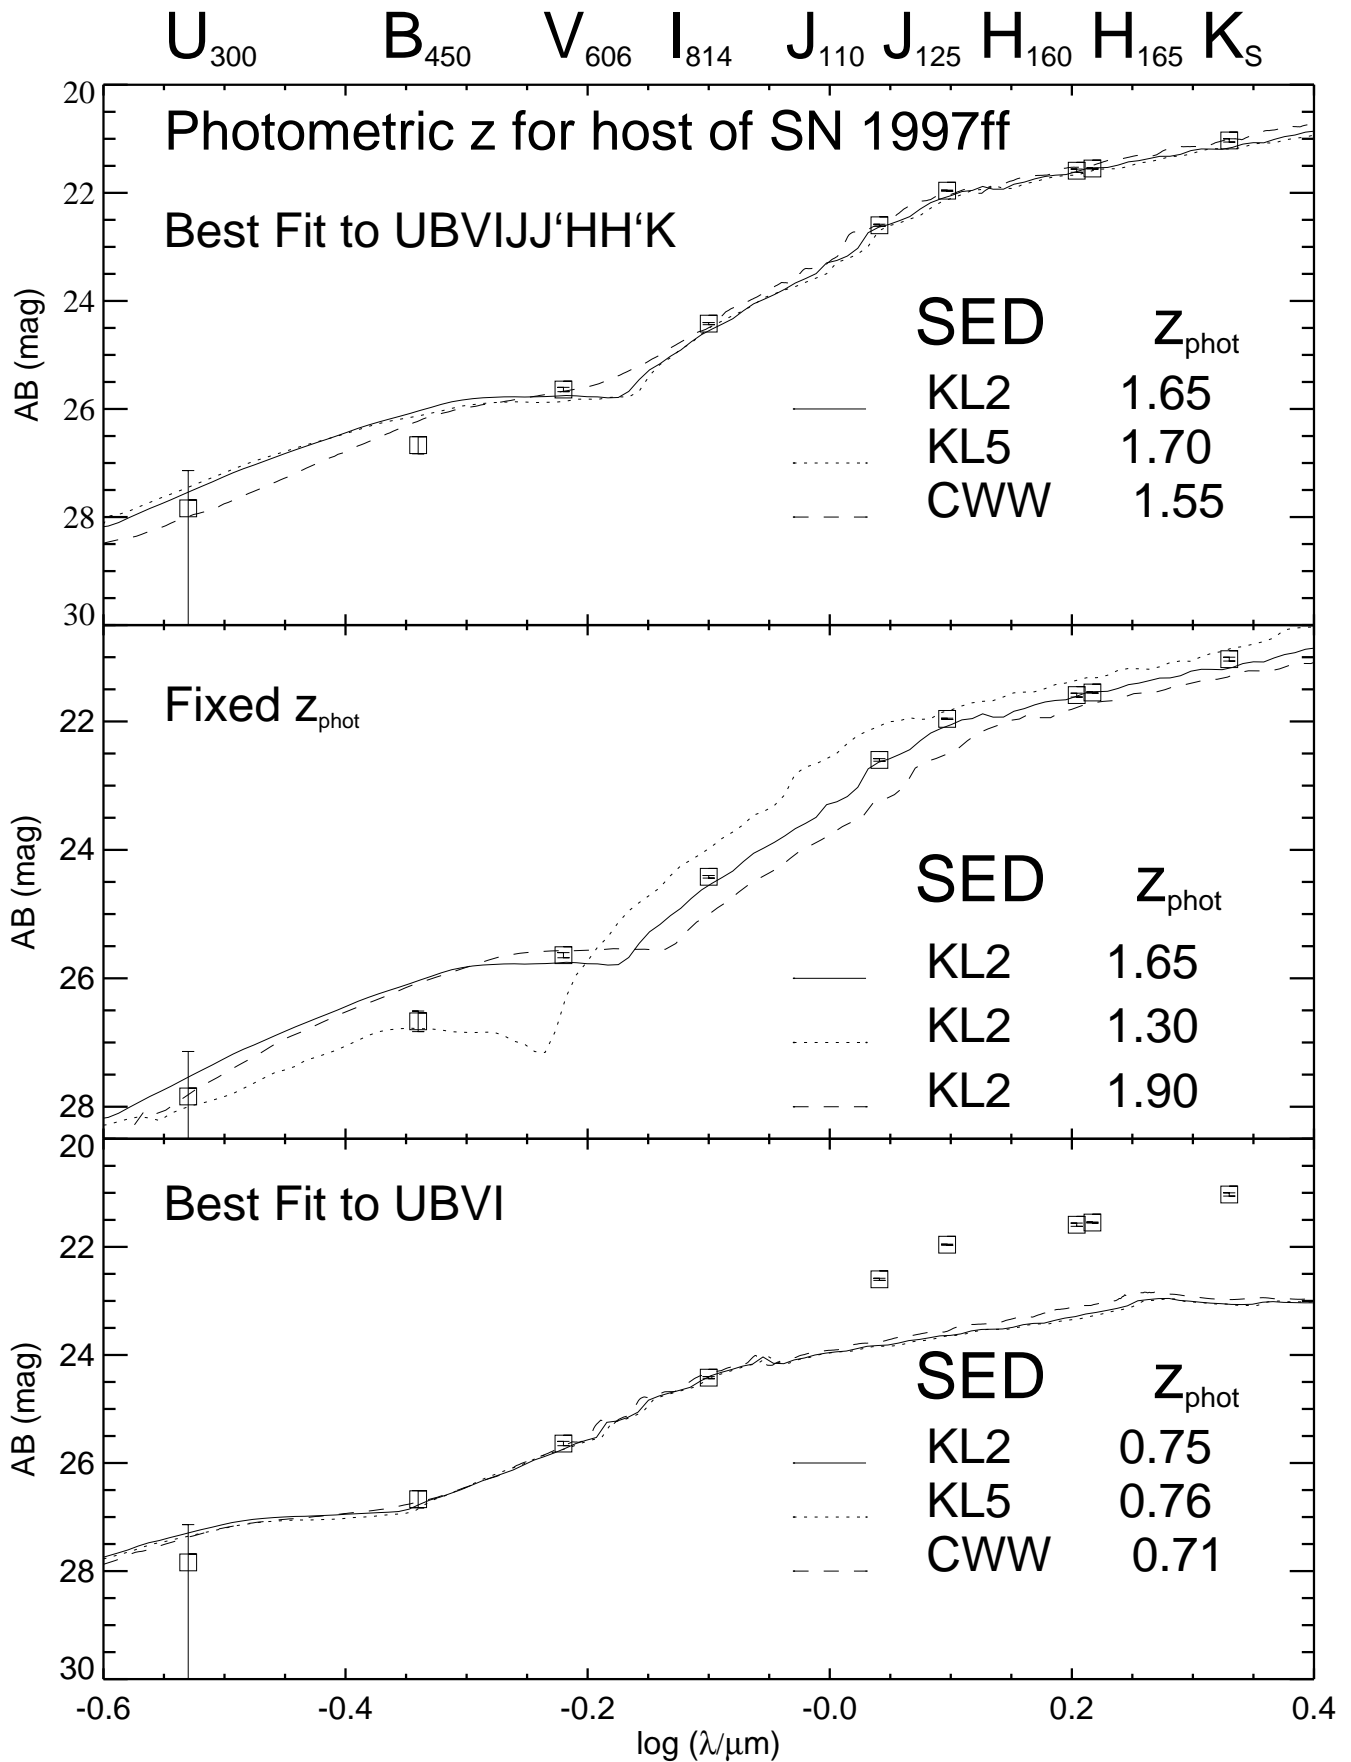 U300 B450 V606 I814 J110 J125 H160 H165 KS
20
Photometric z for host of SN 1997ff
22
Best Fit to UBVIJJ‘HH‘K
24
AB (mag)
SED zphot
26
KL2 1.65
KL5 1.70
CWW 1.55
28
30
Fixed zphot
22
24
AB (mag)
SED zphot
26
KL2 1.65
KL2 1.30
KL2 1.90
28
20
Best Fit to UBVI
22
24
AB (mag)
SED zphot
26
KL2 0.75
KL5 0.76
CWW 0.71
28
30
-0.6 -0.4 -0.2 -0.0 0.2 0.4
log (λ/μm)